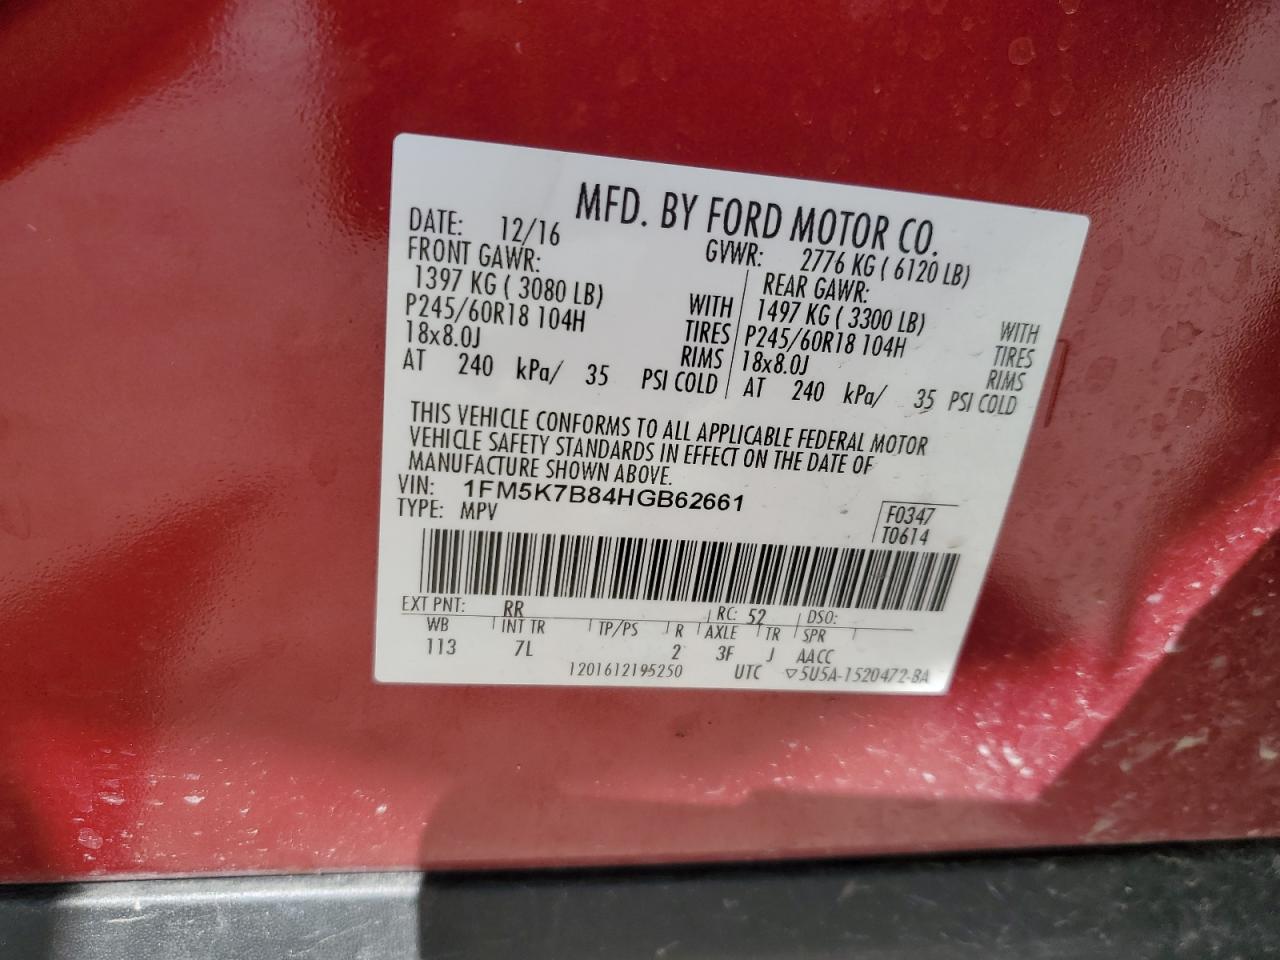 MFD. BY FORD MOTOR CO.
DATE: 12/16 GVWR: 2776 KG ( 6120 LB)
FRONT GAWR: REAR GAWR:
1397 KG ( 3080 LB) WITH 1497 KG ( 3300 LB) WITH
P245/60R18 104H TIRES P245/60R18 104H TIRES
18x8.0J RIMS 18x8.0J RIMS
AT 240 kPa/ 35 PSI COLD AT 240 kPa/ 35 PSI COLD
THIS VEHICLE CONFORMS TO ALL APPLICABLE FEDERAL MOTOR
VEHICLE SAFETY STANDARDS IN EFFECT ON THE DATE OF
MANUFACTURE SHOWN ABOVE.
VIN: 1FM5K7B84HGB62661
TYPE: MPV
F0347
T0614
EXT PNT: RR RC: 52 DSO:
WB INT TR TP/PS R AXLE TR SPR
113 7L 2 3F J AACC
1201612195250 UTC ▽5U5A-1520472-BA